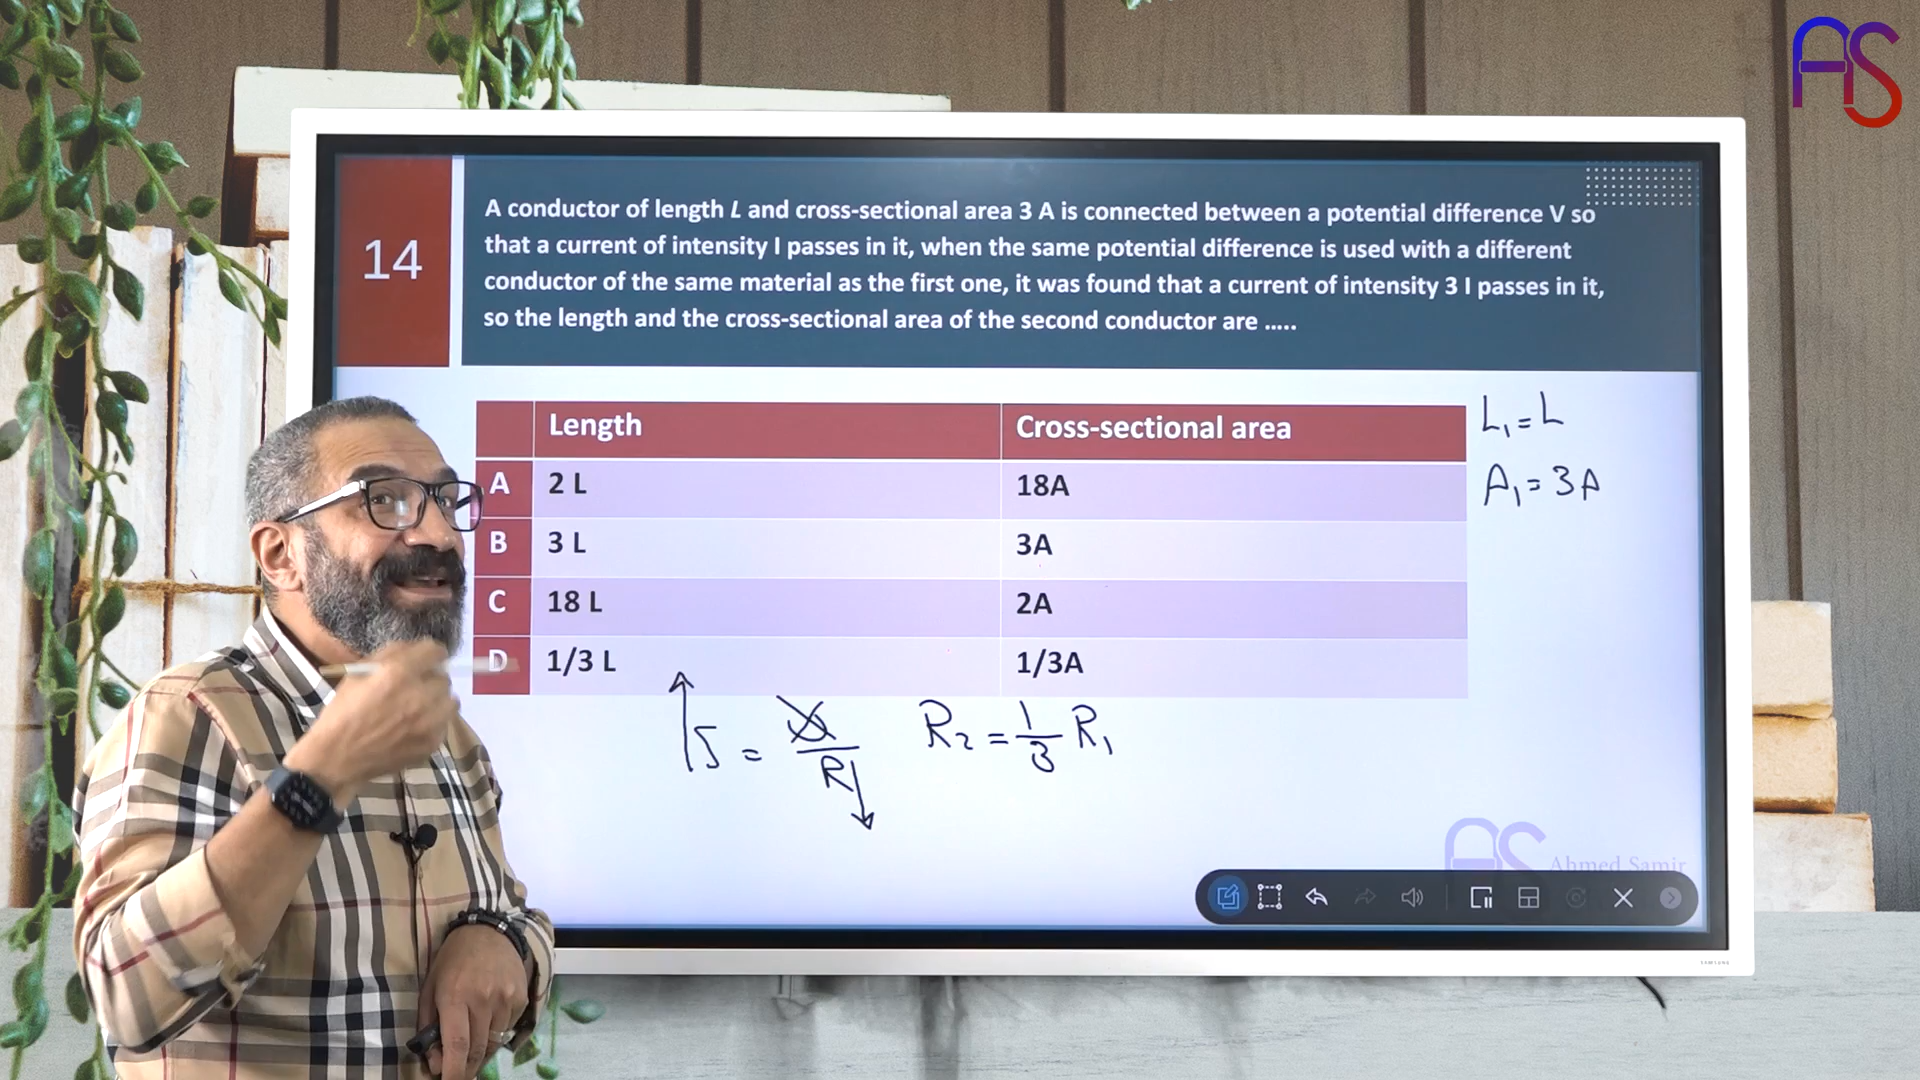 AS
14
A conductor of length L and cross-sectional area 3 A is connected between a potential difference V so
that a current of intensity I passes in it, when the same potential difference is used with a different
conductor of the same material as the first one, it was found that a current of intensity 3 I passes in it,
so the length and the cross-sectional area of the second conductor are .....
Length Cross-sectional area
A 2 L 18A
B 3 L 3A
C 18 L 2A
D 1/3 L 1/3A
L₁ = L
A₁ = 3A
R₂ = 1/3 R₁
AS Ahmed Samir
SAMSUNG